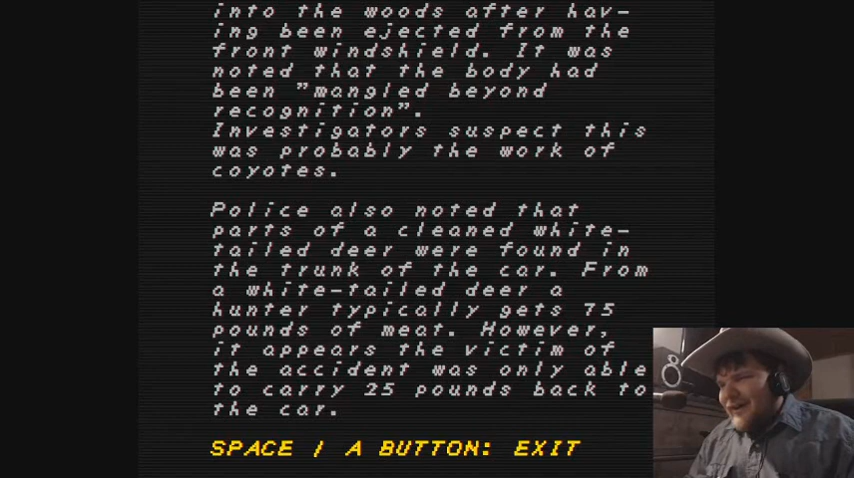 into the woods after hav-
ing been ejected from the
front windshield. It was
noted that the body had
been "mangled beyond
recognition".
Investigators suspect this
was probably the work of
coyotes.
Police also noted that
parts of a cleaned white-
tailed deer were found in
the trunk of the car. From
a white-tailed deer a
hunter typically gets 75
pounds of meat. However,
it appears the victim of
the accident was only able
to carry 25 pounds back to
the car.
SPACE / A BUTTON: EXIT